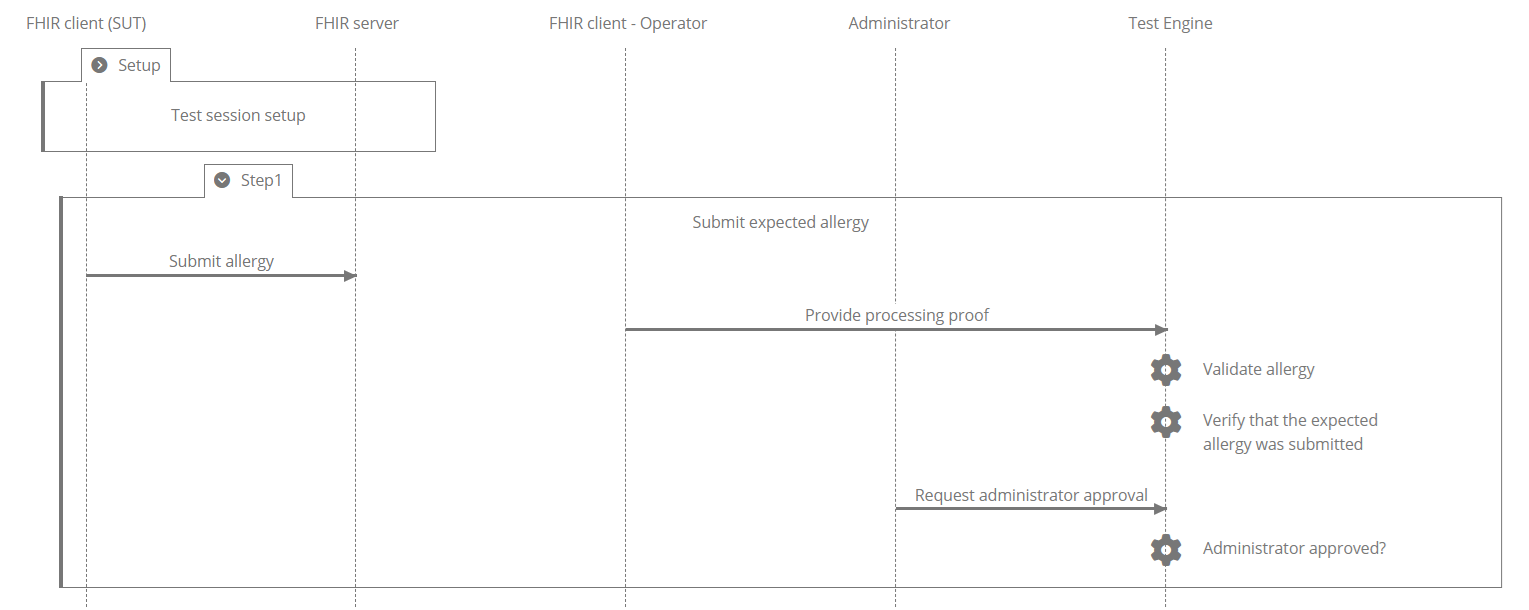 FHIR client (SUT)
FHIR server
FHIR client - Operator
Administrator
Test Engine
Setup
Test session setup
Step1
Submit expected allergy
Submit allergy
Provide processing proof
Validate allergy
Verify that the expected
allergy was submitted
Request administrator approval
Administrator approved?